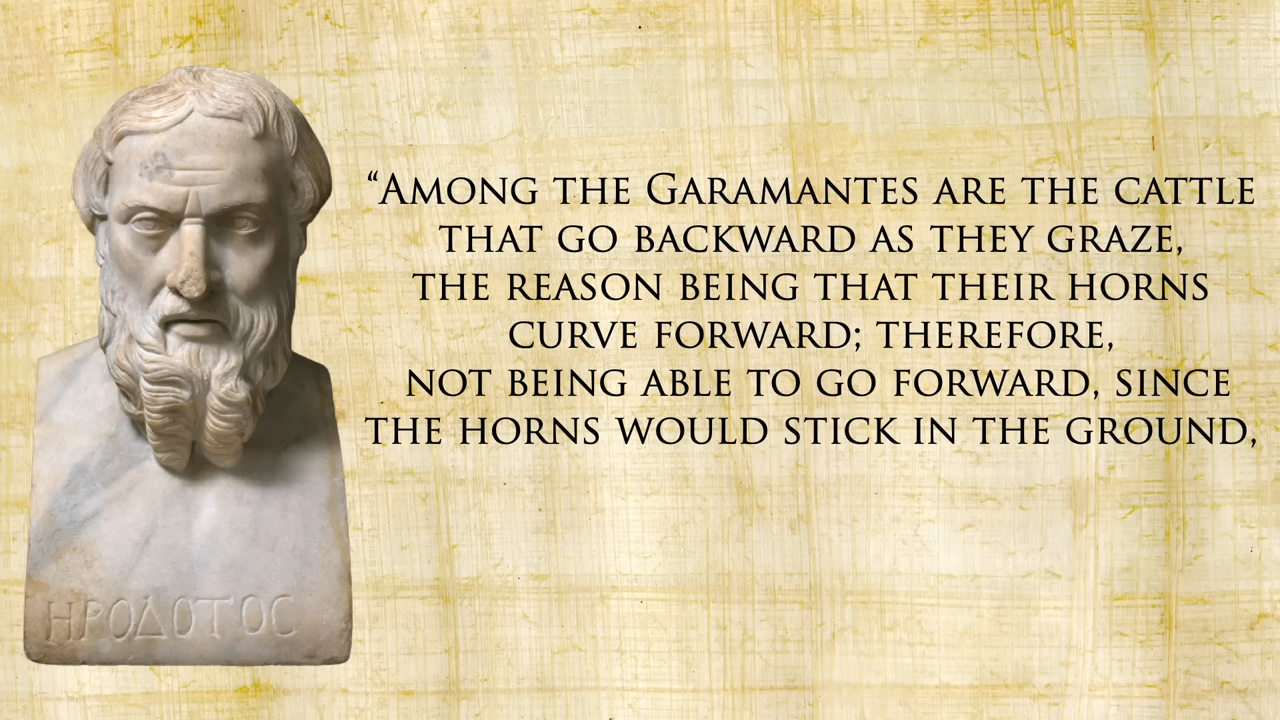 “Among the Garamantes are the cattle
that go backward as they graze,
the reason being that their horns
curve forward; therefore,
not being able to go forward, since
the horns would stick in the ground,
ΗΡΟΔΟΤΟC